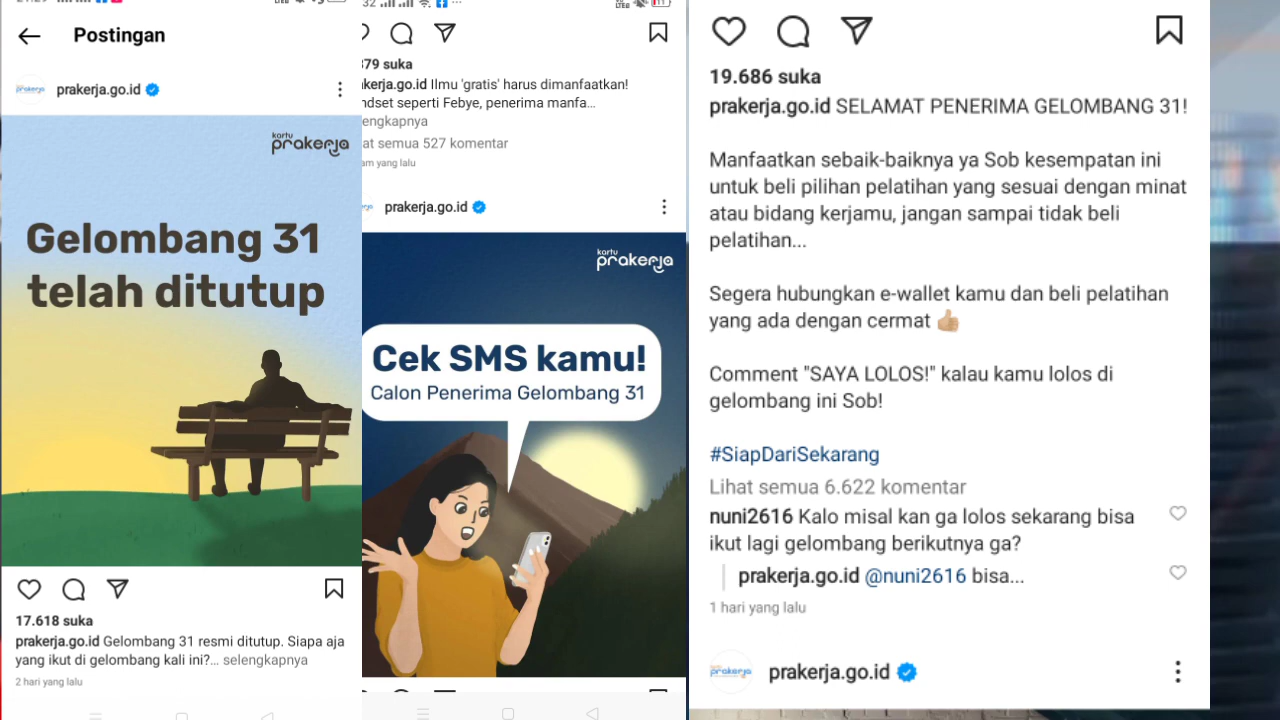 Postingan
prakerja.go.id
kartu
prakerja
Gelombang 31
telah ditutup
17.618 suka
prakerja.go.id Gelombang 31 resmi ditutup. Siapa aja
yang ikut di gelombang kali ini?... selengkapnya
2 hari yang lalu
379 suka
kerja.go.id Ilmu 'gratis' harus dimanfaatkan!
ndset seperti Febye, penerima manfa...
engkapnya
at semua 527 komentar
am yang lalu
prakerja.go.id
kartu
prakerja
Cek SMS kamu!
Calon Penerima Gelombang 31
19.686 suka
prakerja.go.id SELAMAT PENERIMA GELOMBANG 31!
Manfaatkan sebaik-baiknya ya Sob kesempatan ini
untuk beli pilihan pelatihan yang sesuai dengan minat
atau bidang kerjamu, jangan sampai tidak beli
pelatihan...
Segera hubungkan e-wallet kamu dan beli pelatihan
yang ada dengan cermat 👍🏼
Comment "SAYA LOLOS!" kalau kamu lolos di
gelombang ini Sob!
#SiapDariSekarang
Lihat semua 6.622 komentar
nuni2616 Kalo misal kan ga lolos sekarang bisa
ikut lagi gelombang berikutnya ga?
prakerja.go.id @nuni2616 bisa...
1 hari yang lalu
prakerja
prakerja.go.id